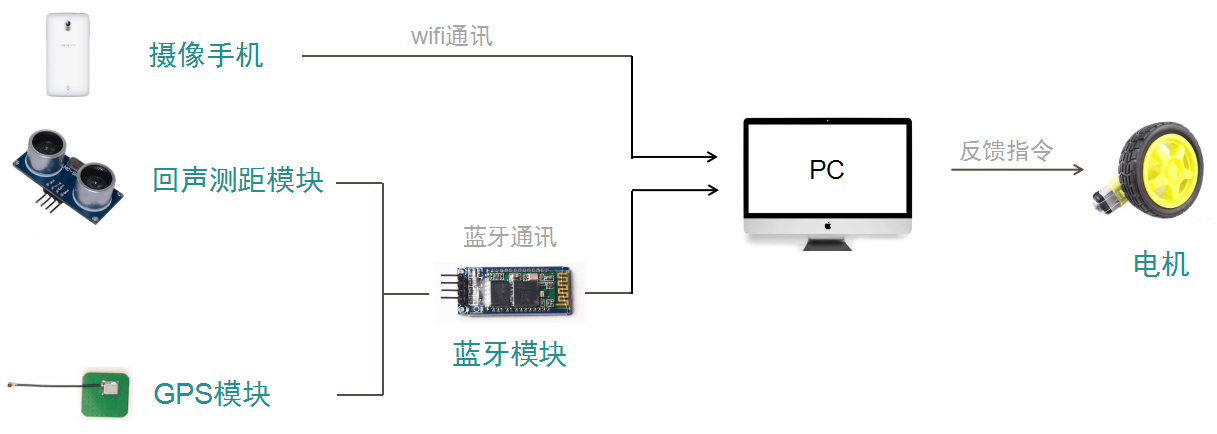 wifi通讯
摄像手机
回声测距模块
PC
反馈指令
蓝牙通讯
电机
蓝牙模块
GPS模块